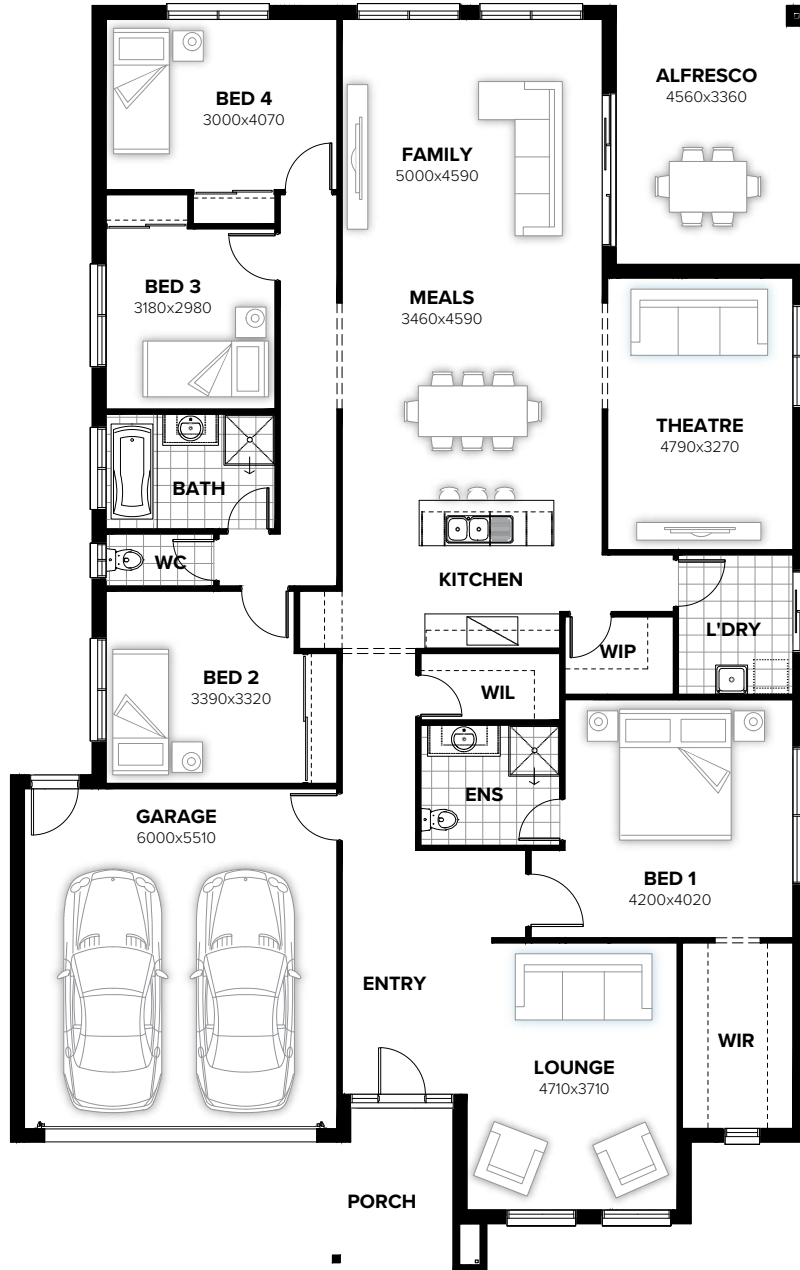 BED 4
3000x4070
FAMILY
5000x4590
ALFRESCO
4560x3360
BED 3
3180x2980
MEALS
3460x4590
THEATRE
4790x3270
BATH
WC
KITCHEN
L'DRY
WIP
BED 2
3390x3320
WIL
ENS
GARAGE
6000x5510
BED 1
4200x4020
ENTRY
LOUNGE
4710x3710
WIR
PORCH